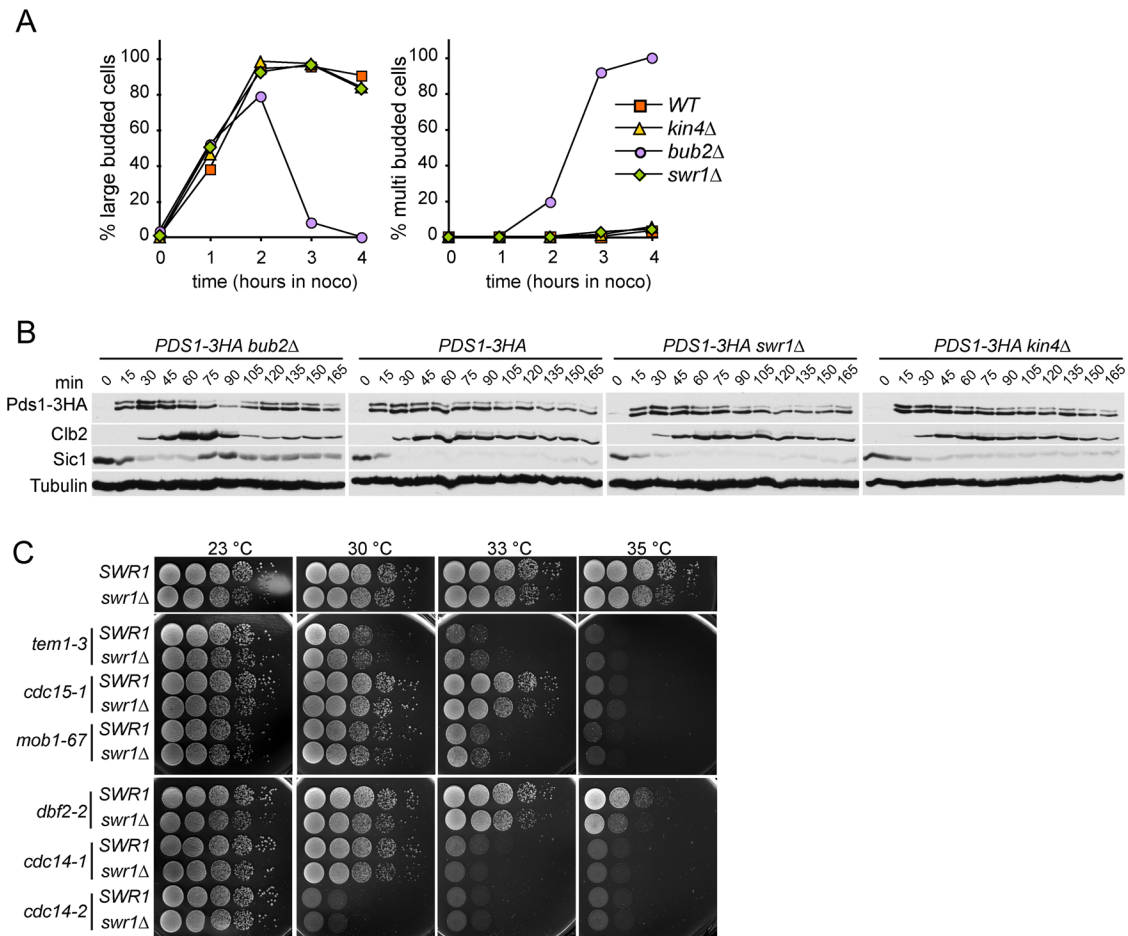 A
% large budded cells
100
80
60
40
20
0
0 1 2 3 4
time (hours in noco)
% multi budded cells
100
80
60
40
20
0
0 1 2 3 4
time (hours in noco)
WT
kin4Δ
bub2Δ
swr1Δ
B
PDS1-3HA bub2Δ PDS1-3HA PDS1-3HA swr1Δ PDS1-3HA kin4Δ
min 0 15 30 45 60 75 90 105 120 135 150 165 0 15 30 45 60 75 90 105 120 135 150 165 0 15 30 45 60 75 90 105 120 135 150 165 0 15 30 45 60 75 90 105 120 135 150 165
Pds1-3HA
Clb2
Sic1
Tubulin
C
23 °C 30 °C 33 °C 35 °C
SWR1
swr1Δ
tem1-3 SWR1
swr1Δ
cdc15-1 SWR1
swr1Δ
mob1-67 SWR1
swr1Δ
dbf2-2 SWR1
swr1Δ
cdc14-1 SWR1
swr1Δ
cdc14-2 SWR1
swr1Δ